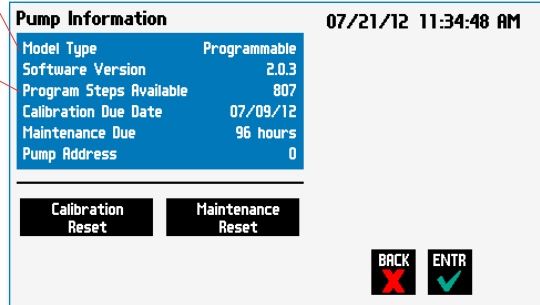 Pump Information 07/21/12 11:34:48 AM
Model Type Programmable
Software Version 2.0.3
Program Steps Available 807
Calibration Due Date 07/09/12
Maintenance Due 96 hours
Pump Address 0
Calibration Reset
Maintenance Reset
BACK
ENTR